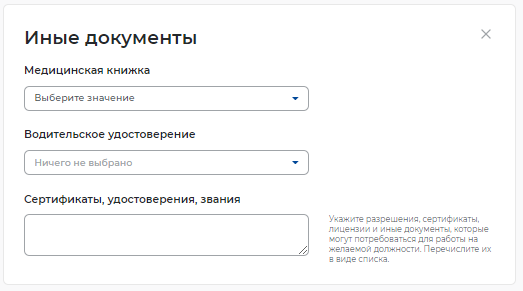 Иные документы
Медицинская книжка
Выберите значение
Водительское удостоверение
Ничего не выбрано
Сертификаты, удостоверения, звания
Укажите разрешения, сертификаты,
лицензии и иные документы, которые
могут потребоваться для работы на
желаемой должности. Перечислите их
в виде списка.